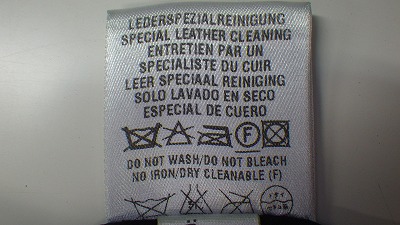 LEDERSPEZIALREINIGUNG
SPECIAL LEATHER CLEANING
ENTRETIEN PAR UN
SPECIALISTE DU CUIR
LEER SPECIAAL REINIGING
SOLO LAVADO EN SECO
ESPECIAL DE CUERO
F
DO NOT WASH/DO NOT BLEACH
NO IRON/DRY CLEANABLE (F)